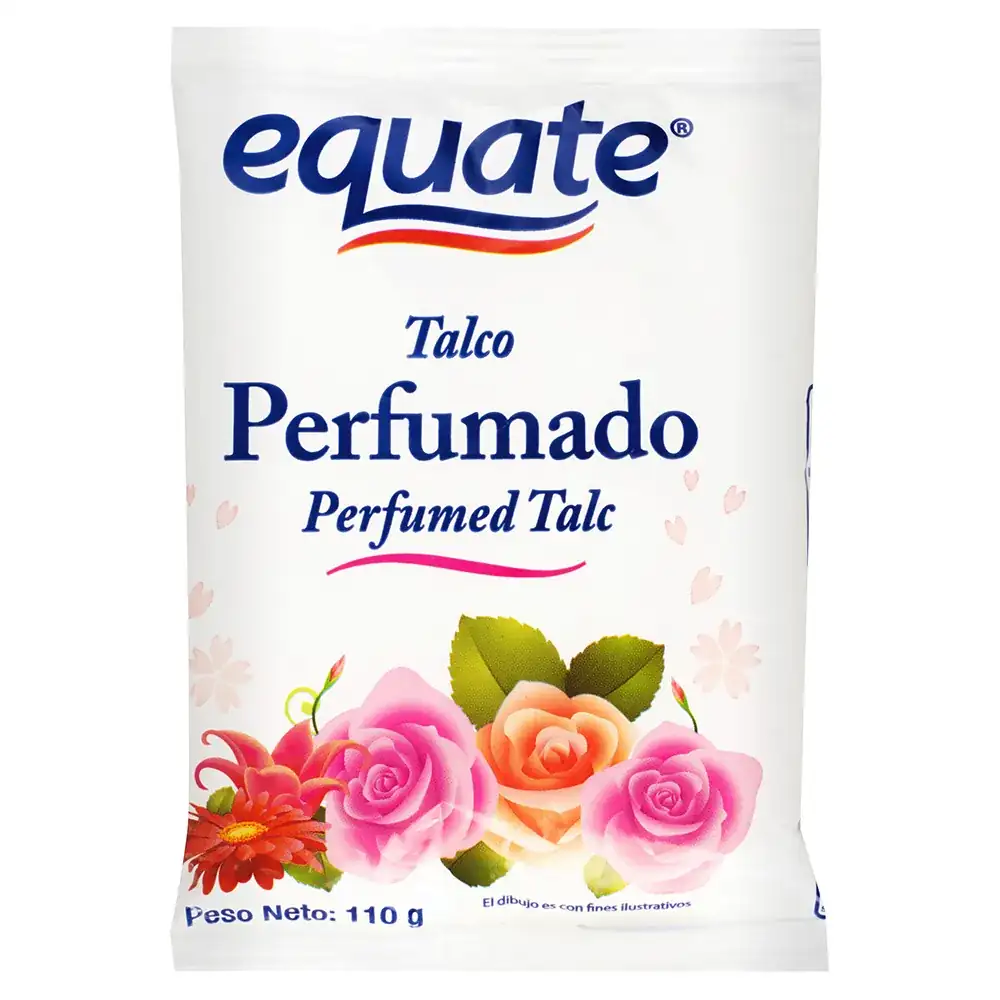 equate®
Talco
Perfumado
Perfumed Talc
Peso Neto: 110 g
El dibujo es con fines ilustrativos